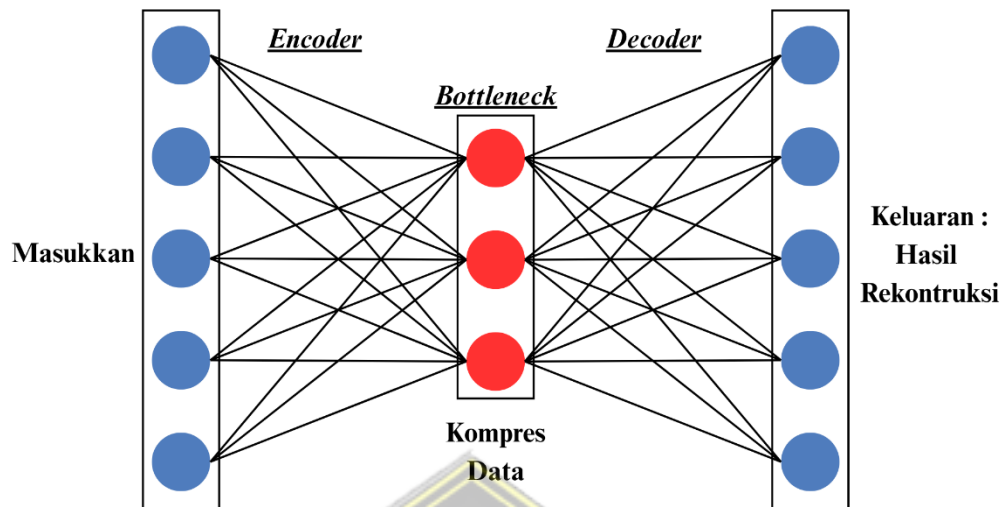 Encoder
Decoder
Bottleneck
Masukkan
Keluaran :
Hasil
Rekontruksi
Kompres
Data